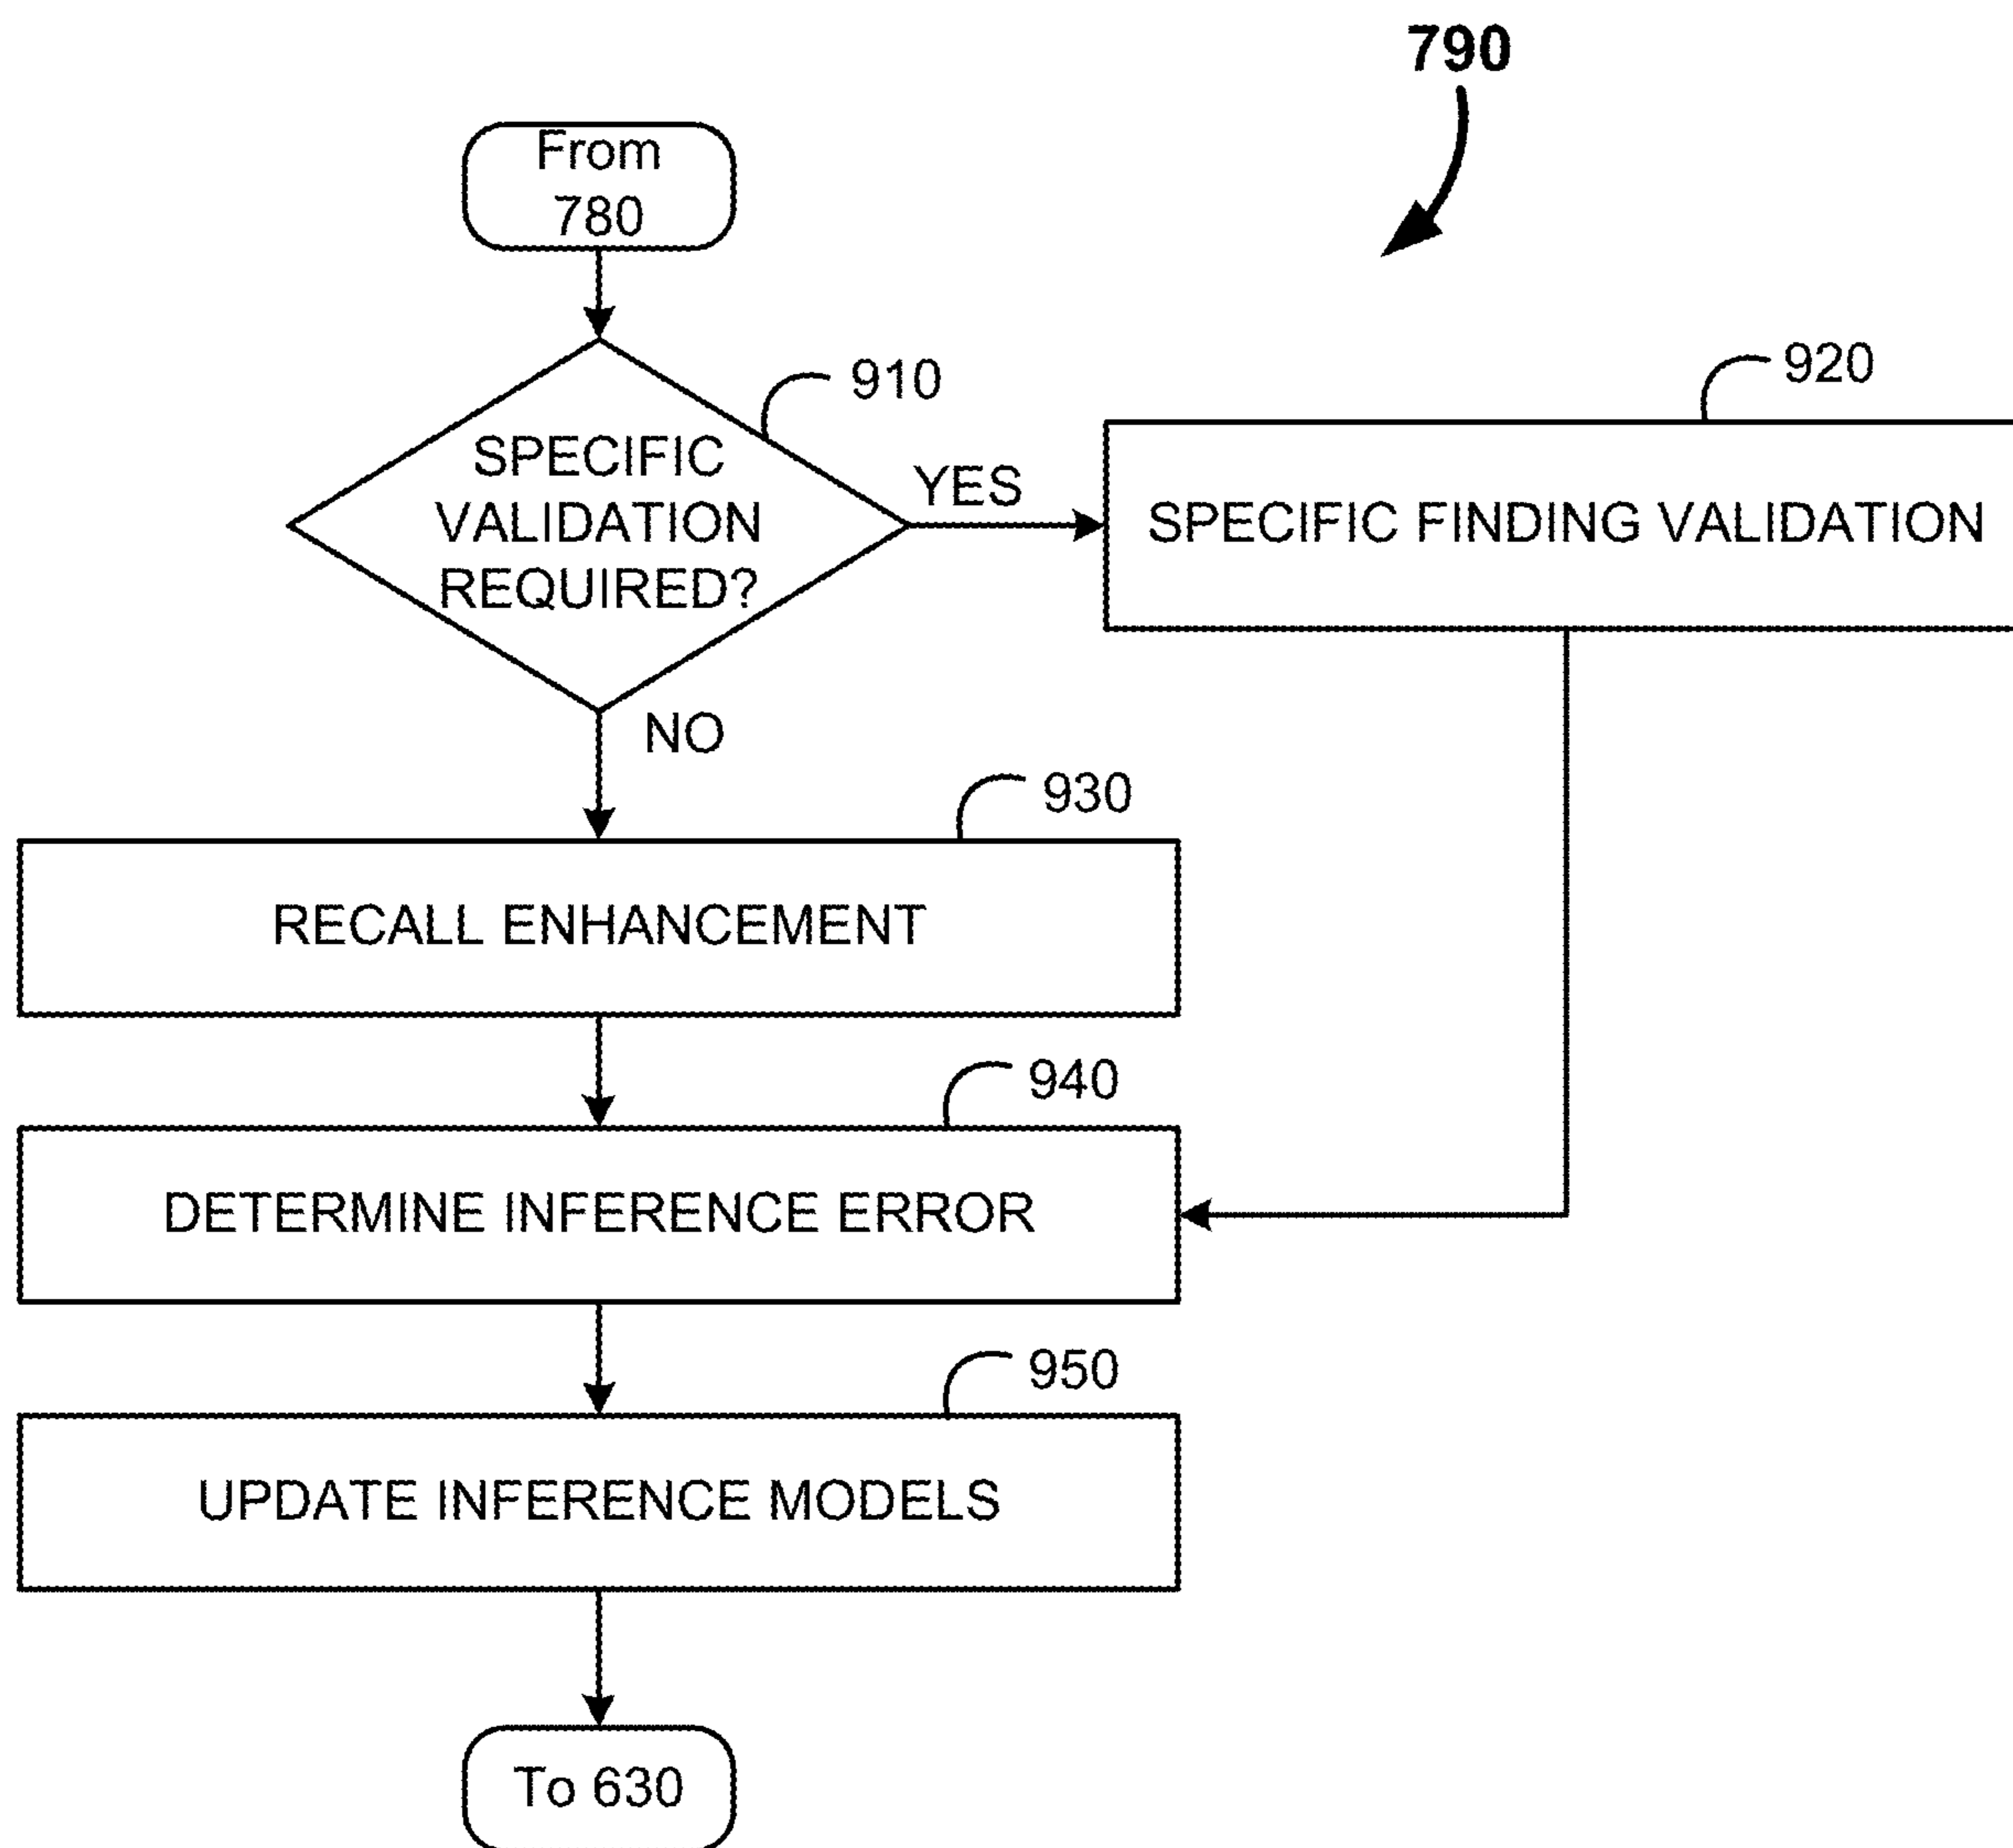 790
From
780
910
SPECIFIC
VALIDATION
REQUIRED?
YES
920
SPECIFIC FINDING VALIDATION
NO
930
RECALL ENHANCEMENT
940
DETERMINE INFERENCE ERROR
950
UPDATE INFERENCE MODELS
To 630